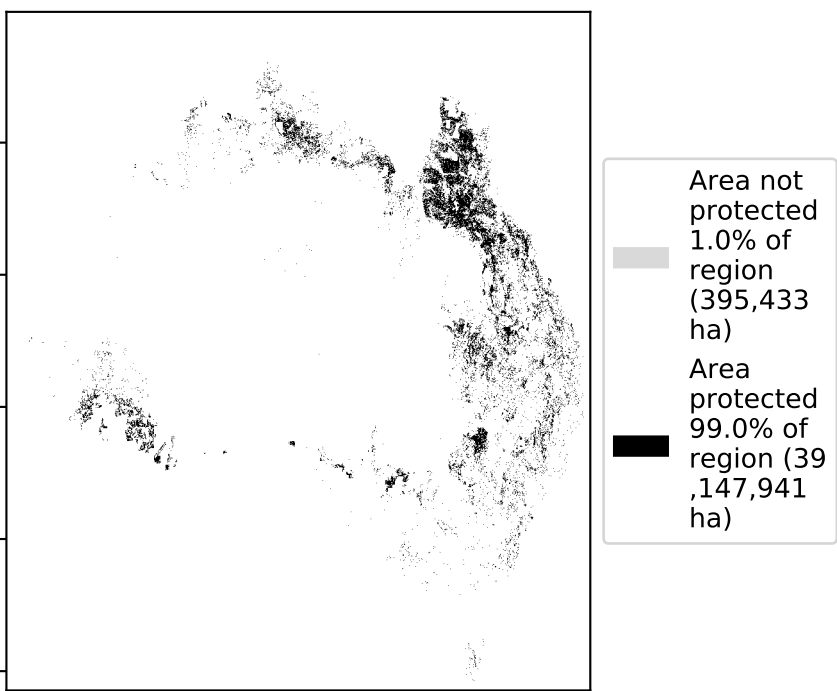 Area not
protected
1.0% of
region
(395,433
ha)
Area
protected
99.0% of
region (39
,147,941
ha)